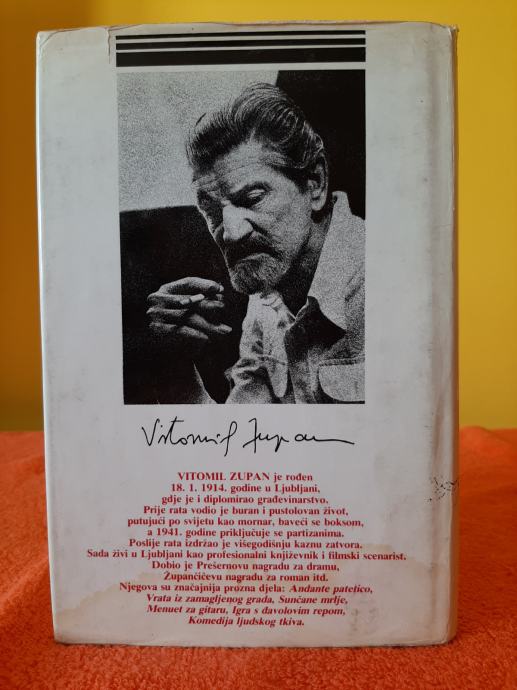 Vitomil Zupan
VITOMIL ZUPAN je rođen
18. 1. 1914. godine u Ljubljani,
gdje je i diplomirao građevinarstvo.
Prije rata vodio je buran i pustolovan život,
putujući po svijetu kao mornar, baveći se boksom,
a 1941. godine priključuje se partizanima.
Poslije rata izdržao je višegodišnju kaznu zatvora.
Sada živi u Ljubljani kao profesionalni književnik i filmski scenarist.
Dobio je Prešernovu nagradu za dramu,
Župančičevu nagradu za roman itd.
Njegova su značajnija prozna djela: Andante patetico,
Vrata iz zamagljenog grada, Sunčane mrlje,
Menuet za gitaru, Igra s đavolovim repom,
Komedija ljudskog tkiva.